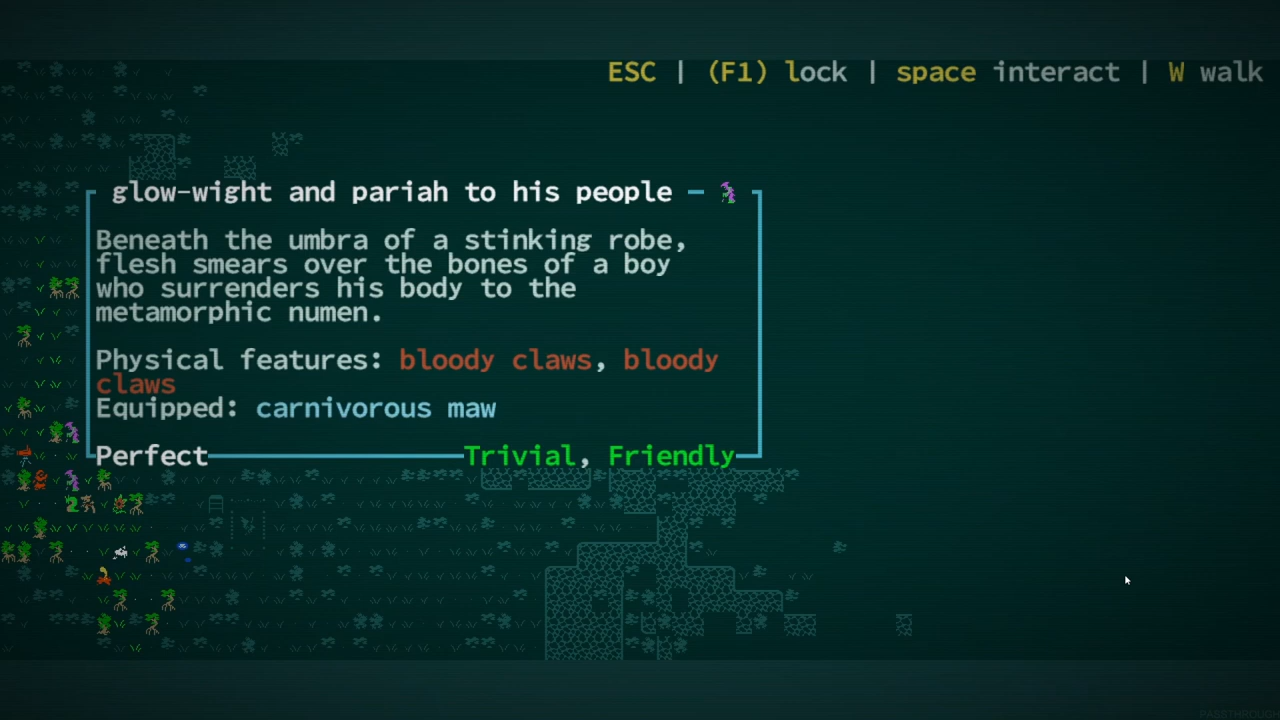 ESC | (F1) lock | space interact | W walk
glow-wight and pariah to his people
Beneath the umbra of a stinking robe,
flesh smears over the bones of a boy
who surrenders his body to the
metamorphic numen.
Physical features: bloody claws, bloody
claws
Equipped: carnivorous maw
Perfect Trivial, Friendly
PASSTHROUGH